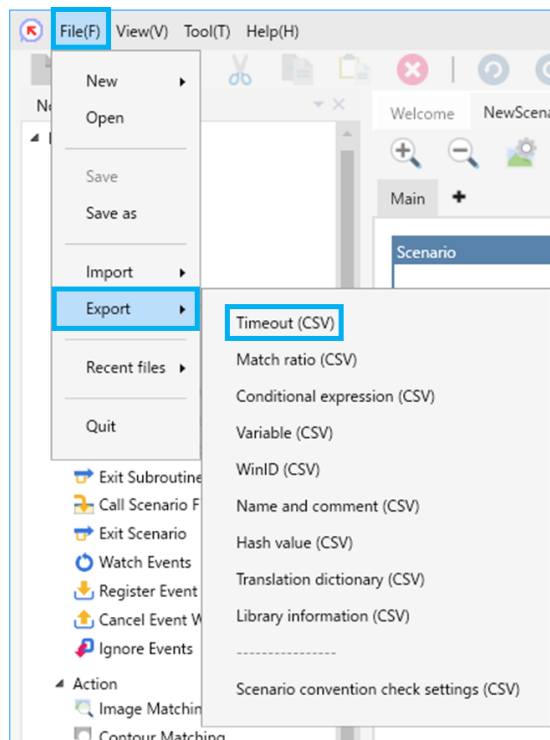 File(F) View(V) Tool(T) Help(H)
New
Open
Save
Save as
Import
Export
Recent files
Quit
Welcome
Main
Scenario
Timeout (CSV)
Match ratio (CSV)
Conditional expression (CSV)
Variable (CSV)
WinID (CSV)
Name and comment (CSV)
Hash value (CSV)
Translation dictionary (CSV)
Library information (CSV)
----------------
Scenario convention check settings (CSV)
Exit Subroutine
Call Scenario F
Exit Scenario
Watch Events
Register Event
Cancel Event
Ignore Events
Action
Image Matchin
Contour Matching